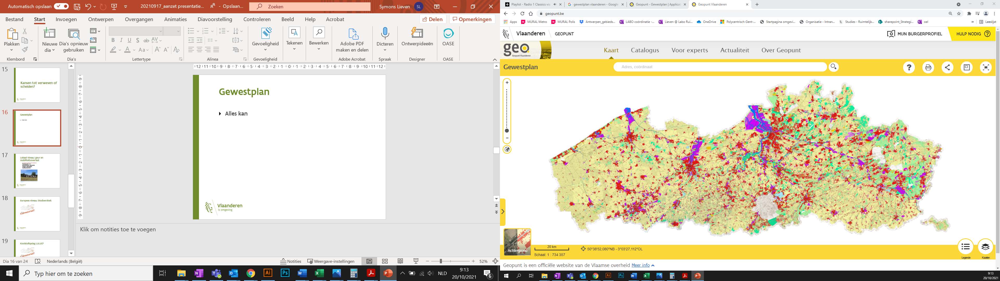 Automatisch opslaan
20210917_aanzet presentatie... - Opslaan...
Zoeken
Symons Lieven SL
Bestand Start Invoegen Ontwerpen Overgangen Animaties Diavoorstelling Controleren Beeld Help Acrobat Delen Opmerkingen
Plakken
Nieuwe dia
Dia's opnieuw gebruiken
Gevoeligheid
Tekenen
Bewerken
Adobe PDF maken en delen
Dicteren
Ontwerpideeën
OASE
Klembord Dia's Lettertype Alinea Gevoeligheid Adobe Acrobat Spraak Designer OASE
15
Kansen tot verweven of scheiden?
16
Gewestplan
alles kan
17
Lokaal niveau: geur en mobiliteitsoverlast
18
Europees niveau: biodiversiteit
19
Koolstofopslag LULUCF
Gewestplan
Alles kan
Vlaanderen
is omgeving
Klik om notities toe te voegen
Dia 16 van 24 Nederlands (België) Notities Weergave-instellingen 52%
Typ hier om te zoeken
NLD
9:13
20/10/2021
6
Playlist - Radio 1 Classics via
gewestplan vlaanderen - Google
Geopunt - Gewestplan | Applicat
Geopunt Vlaanderen
geopunt.be
Apps MURAL Metro MURAL Polis Antwerpen_gebieds... LABO coördinatie -... Lieven @ Labo Rui... OneDrive Polycentrisch Gent-... Startpagina omgevi... Organisatie - Intran... Studies - Ruimtelijk... sharepoint_Strategi... oel » Leeslijst
Vlaanderen GEOPUNT MIJN BURGERPROFIEL HULP NODIG ?
geo.
Geopunt Vlaanderen
Kaart Catalogus Voor experts Actualiteit Over Geopunt
Gewestplan
Adres, coördinaat
Achtergrond
20 km
Schaal: 1 : 734 357
50°38'52,080"NB - 3°03'27,112"OL
Legende
Kaarten
Geopunt is een officiële website van de Vlaamse overheid Meer info
9:13
20/10/2021